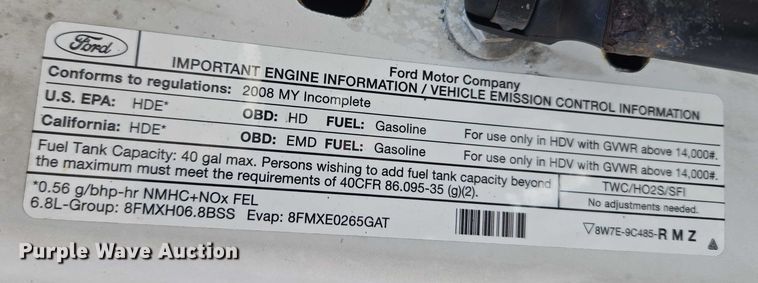 Ford
Ford Motor Company
IMPORTANT ENGINE INFORMATION / VEHICLE EMISSION CONTROL INFORMATION
Conforms to regulations: 2008 MY Incomplete
U.S. EPA: HDE* OBD: HD FUEL: Gasoline For use only in HDV with GVWR above 14,000#.
California: HDE* OBD: EMD FUEL: Gasoline For use only in HDV with GVWR above 14,000#.
Fuel Tank Capacity: 40 gal max. Persons wishing to add fuel tank capacity beyond
the maximum must meet the requirements of 40CFR 86.095-35 (g)(2).
TWC/HO2S/SFI
No adjustments needed.
*0.56 g/bhp-hr NMHC+NOx FEL
6.8L-Group: 8FMXH06.8BSS Evap: 8FMXE0265GAT
8W7E-9C485-RMZ
Purple Wave Auction